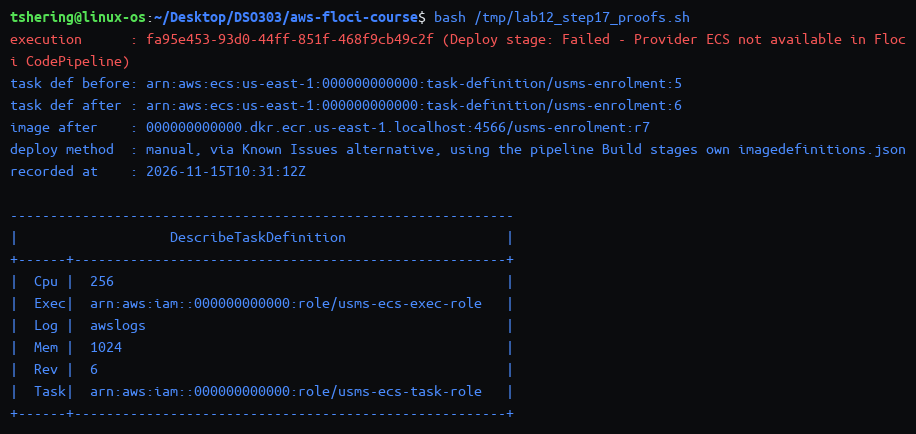 tshering@linux-os:~/Desktop/DSO303/aws-floci-course$ bash /tmp/lab12_step17_proofs.sh
execution      : fa95e453-93d0-44ff-851f-468f9cb49c2f (Deploy stage: Failed - Provider ECS not available in Floc
i CodePipeline)
task def before: arn:aws:ecs:us-east-1:000000000000:task-definition/usms-enrolment:5
task def after : arn:aws:ecs:us-east-1:000000000000:task-definition/usms-enrolment:6
image after    : 000000000000.dkr.ecr.us-east-1.localhost:4566/usms-enrolment:r7
deploy method  : manual, via Known Issues alternative, using the pipeline Build stages own imagedefinitions.json
recorded at    : 2026-11-15T10:31:12Z

--------------------------------------------------------------
|                   DescribeTaskDefinition                   |
+------+-----------------------------------------------------+
|  Cpu |  256                                                |
|  Exec|  arn:aws:iam::000000000000:role/usms-ecs-exec-role   |
|  Log |  awslogs                                            |
|  Mem |  1024                                               |
|  Rev |  6                                                  |
|  Task|  arn:aws:iam::000000000000:role/usms-ecs-task-role   |
+------+-----------------------------------------------------+